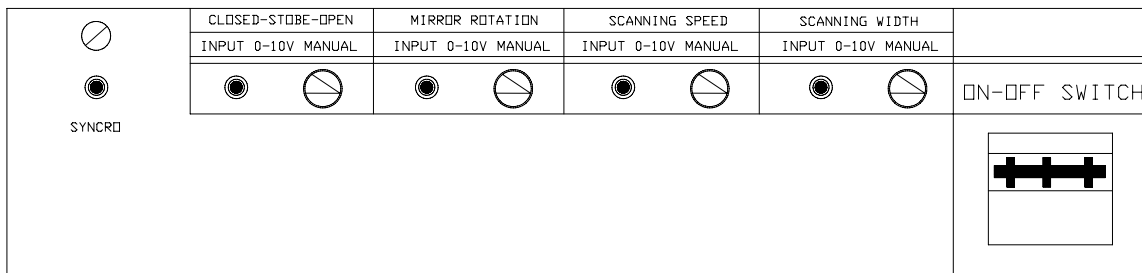 CLOSED-STOBE-OPEN
MIRROR ROTATION
SCANNING SPEED
SCANNING WIDTH
INPUT 0-10V MANUAL
INPUT 0-10V MANUAL
INPUT 0-10V MANUAL
INPUT 0-10V MANUAL
ON-OFF SWITCH
SYNCRO